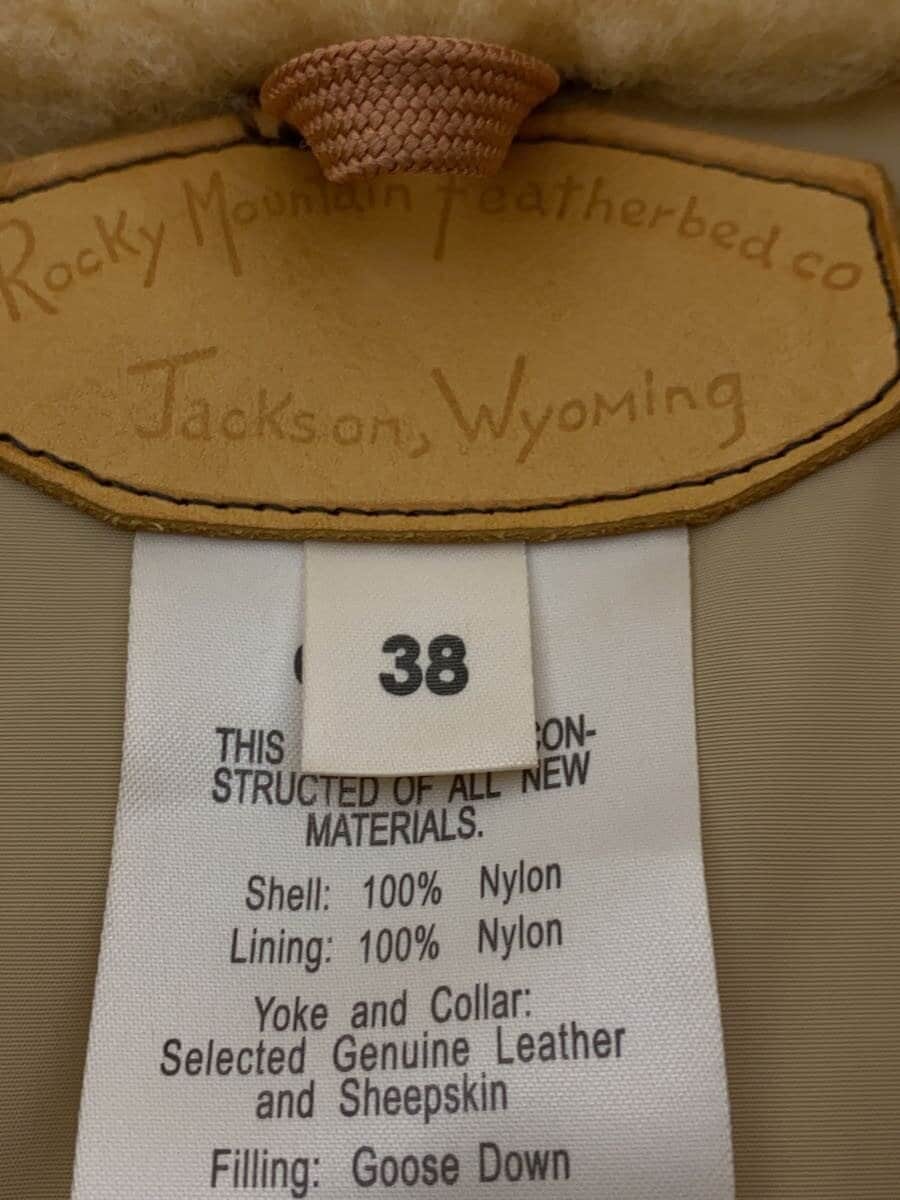 Rocky Mountain Featherbed co
Jackson, Wyoming
38
THIS CON-
STRUCTED OF ALL NEW
MATERIALS.
Shell: 100% Nylon
Lining: 100% Nylon
Yoke and Collar:
Selected Genuine Leather
and Sheepskin
Filling: Goose Down